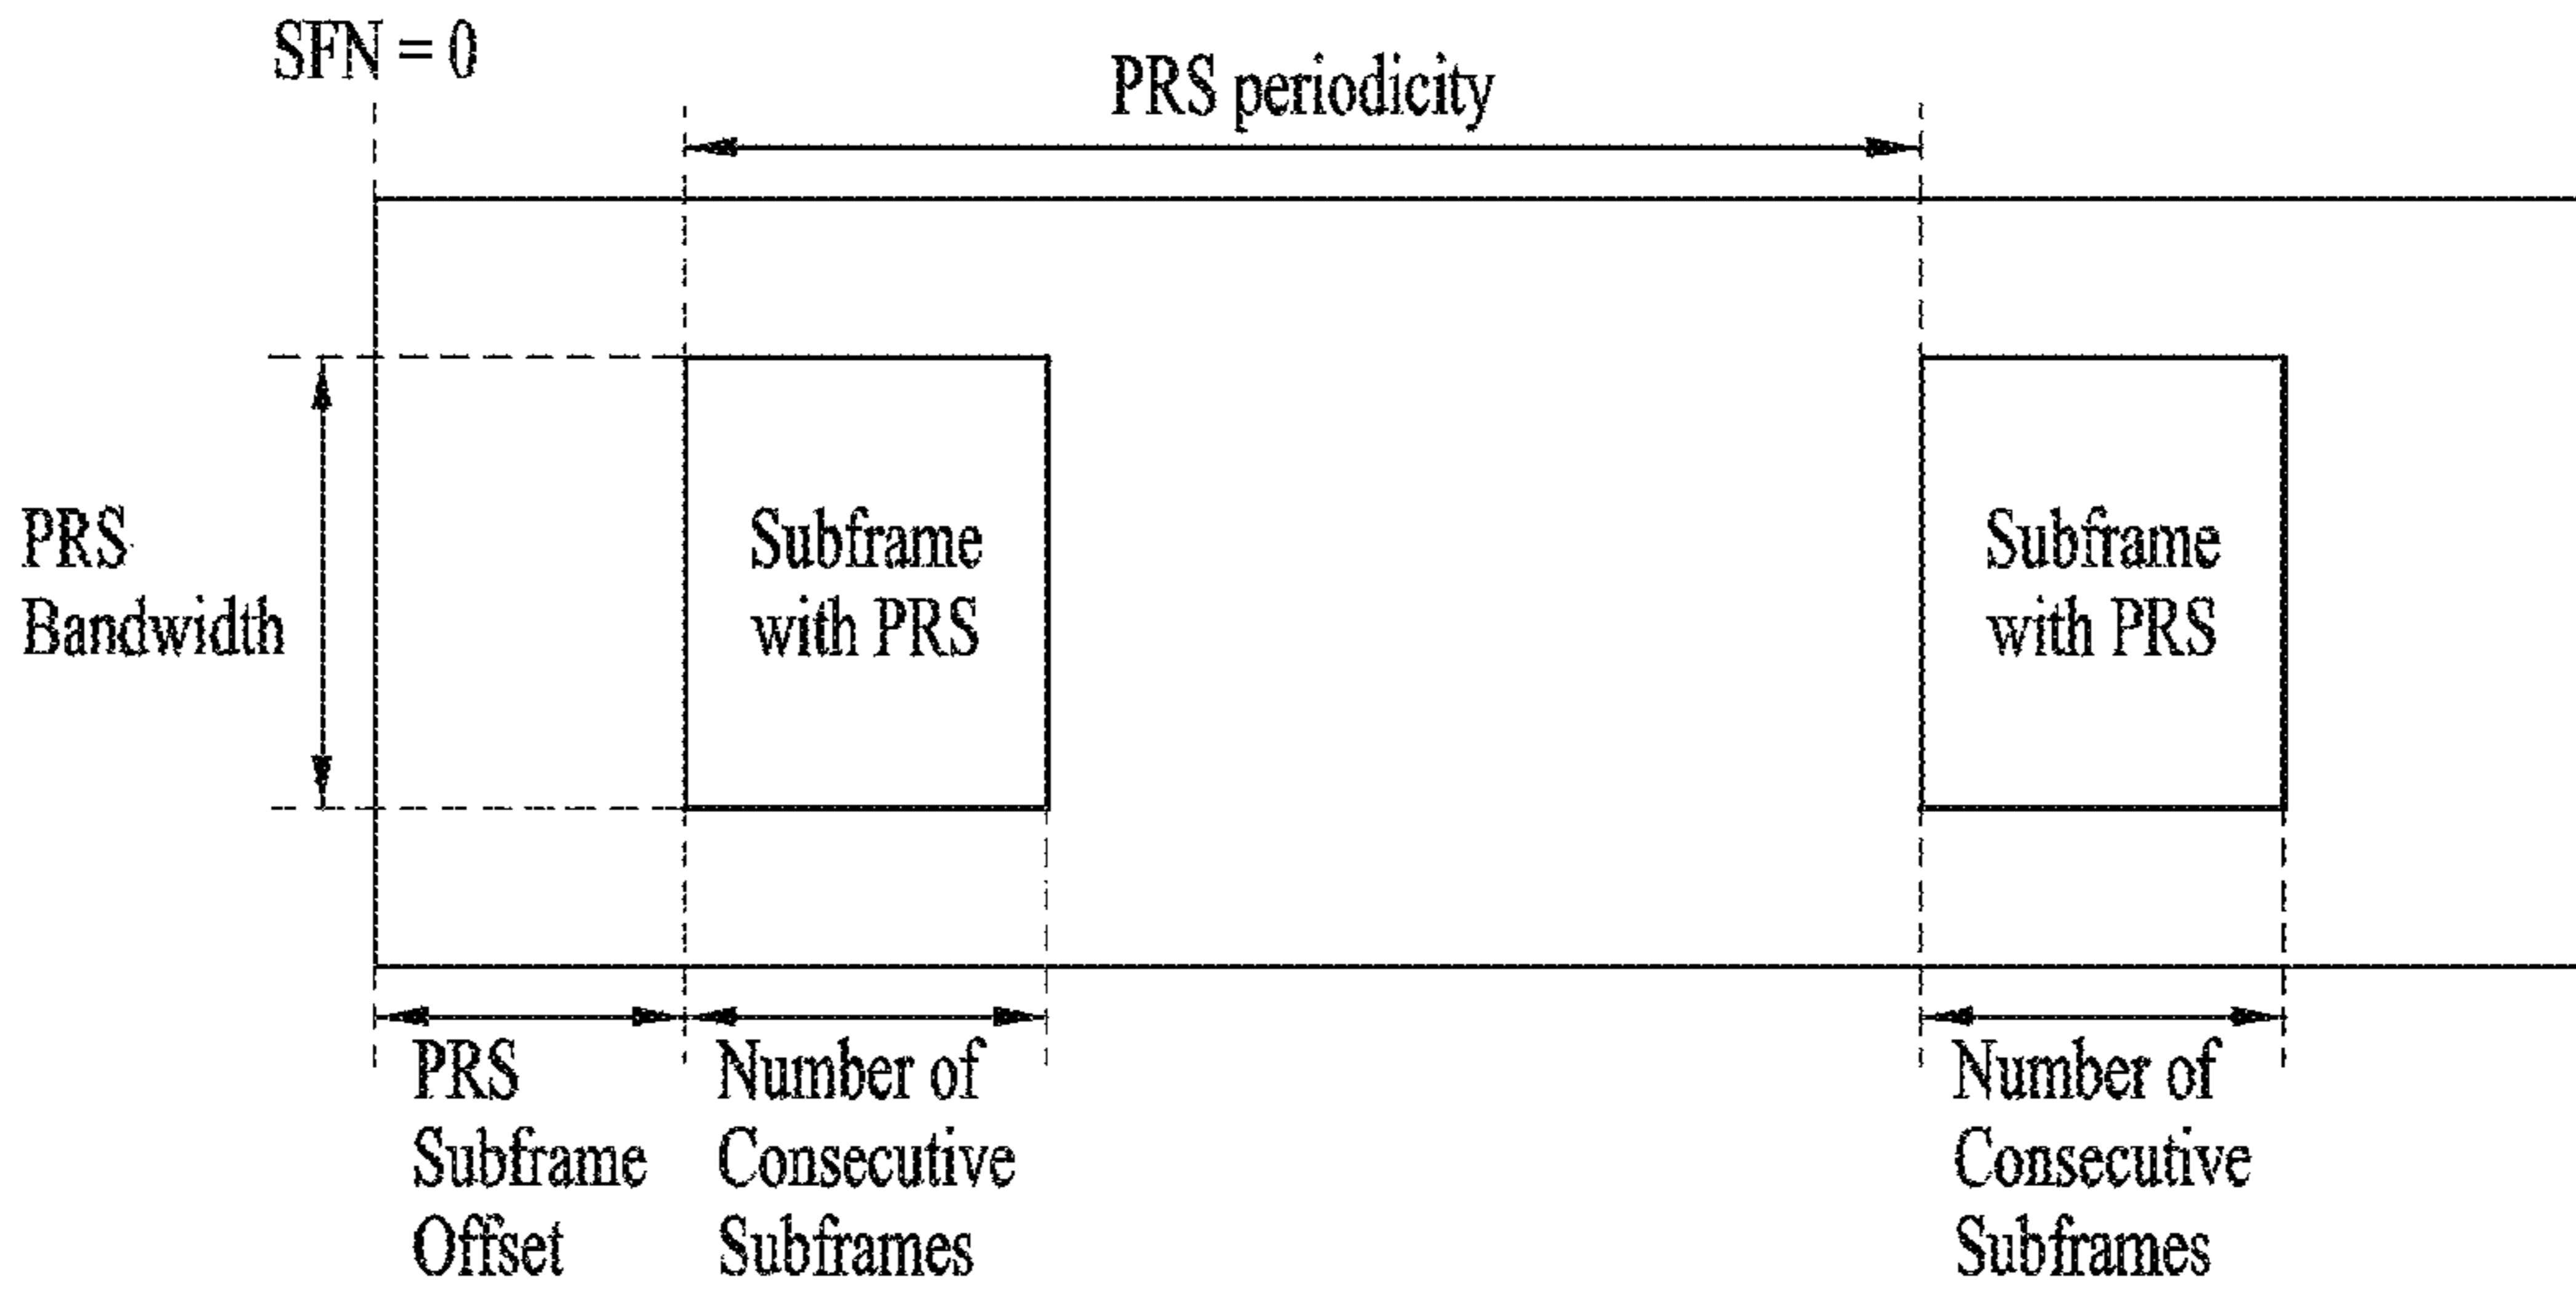 SFN = 0
PRS periodicity
PRS
Bandwidth
Subframe
with PRS
Subframe
with PRS
PRS
Subframe
Offset
Number of
Consecutive
Subframes
Number of
Consecutive
Subframes